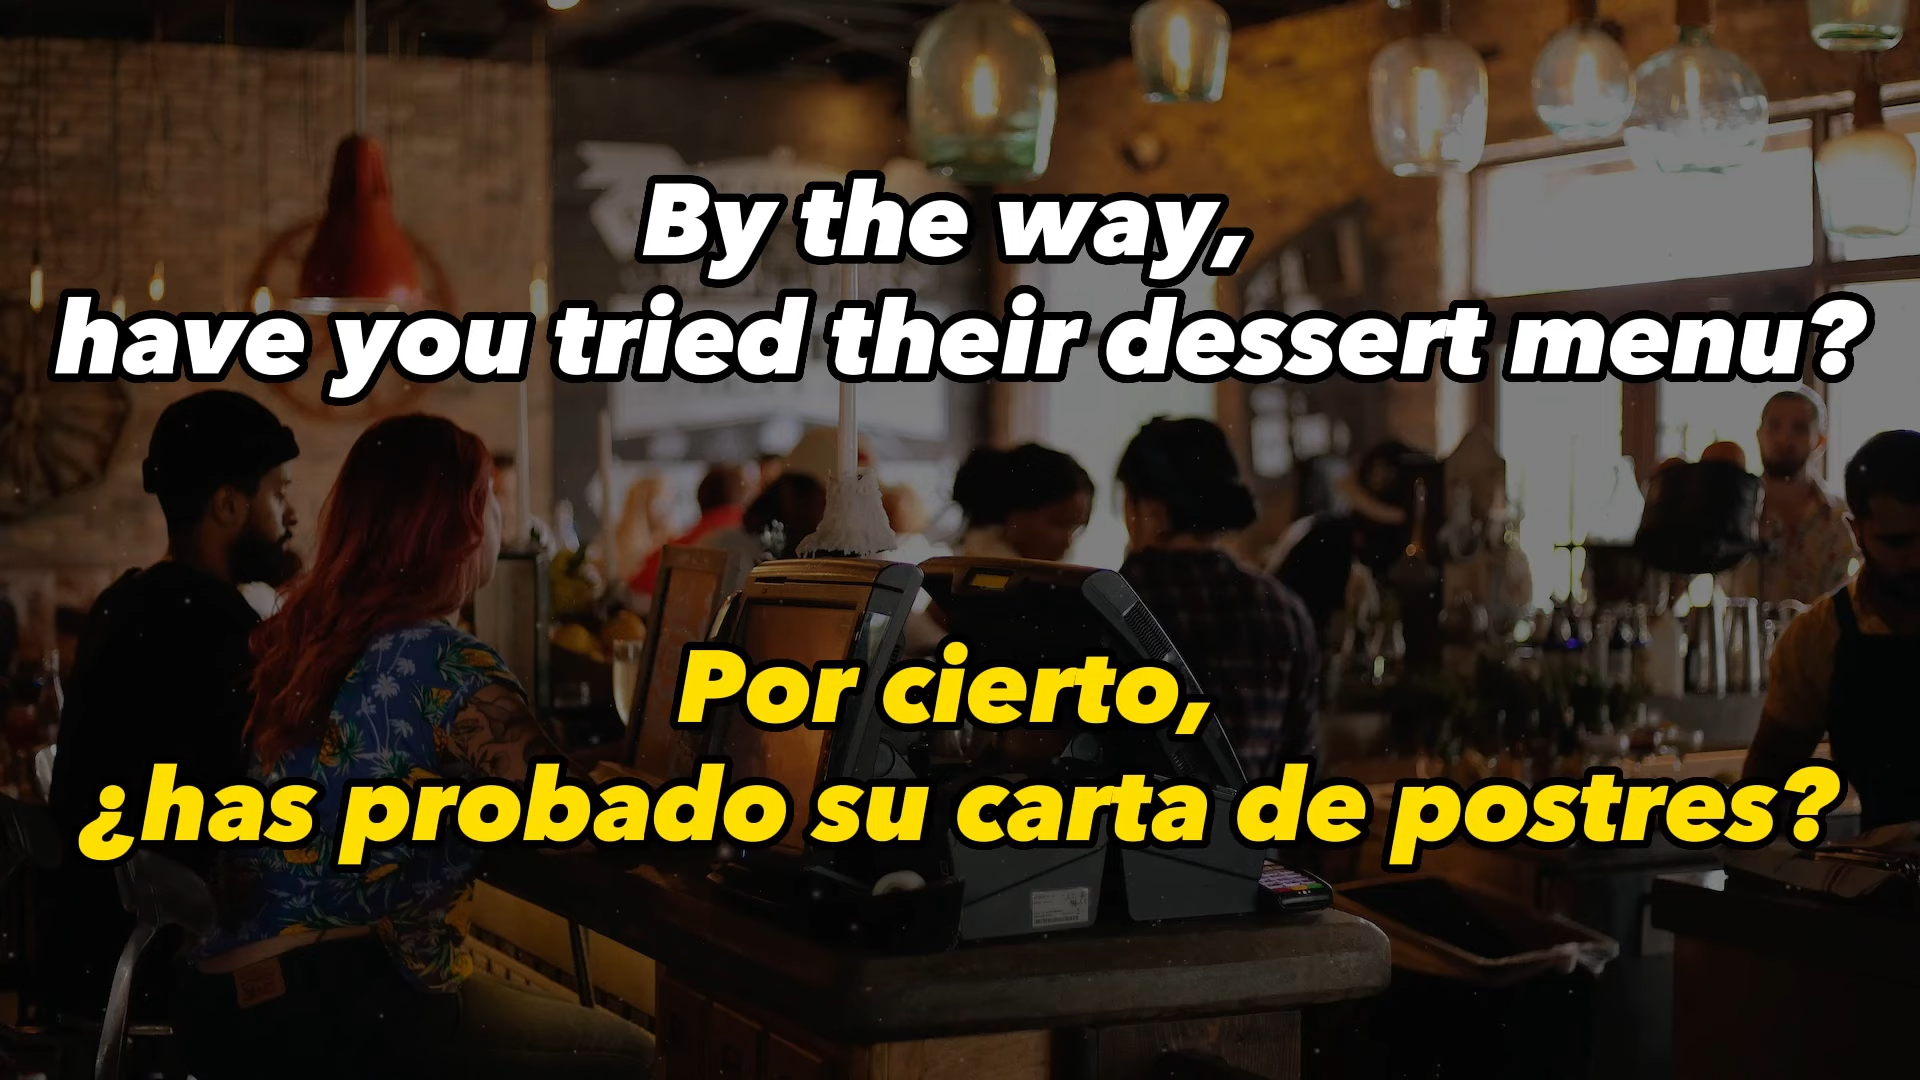 By the way,
have you tried their dessert menu?
Por cierto,
¿has probado su carta de postres?